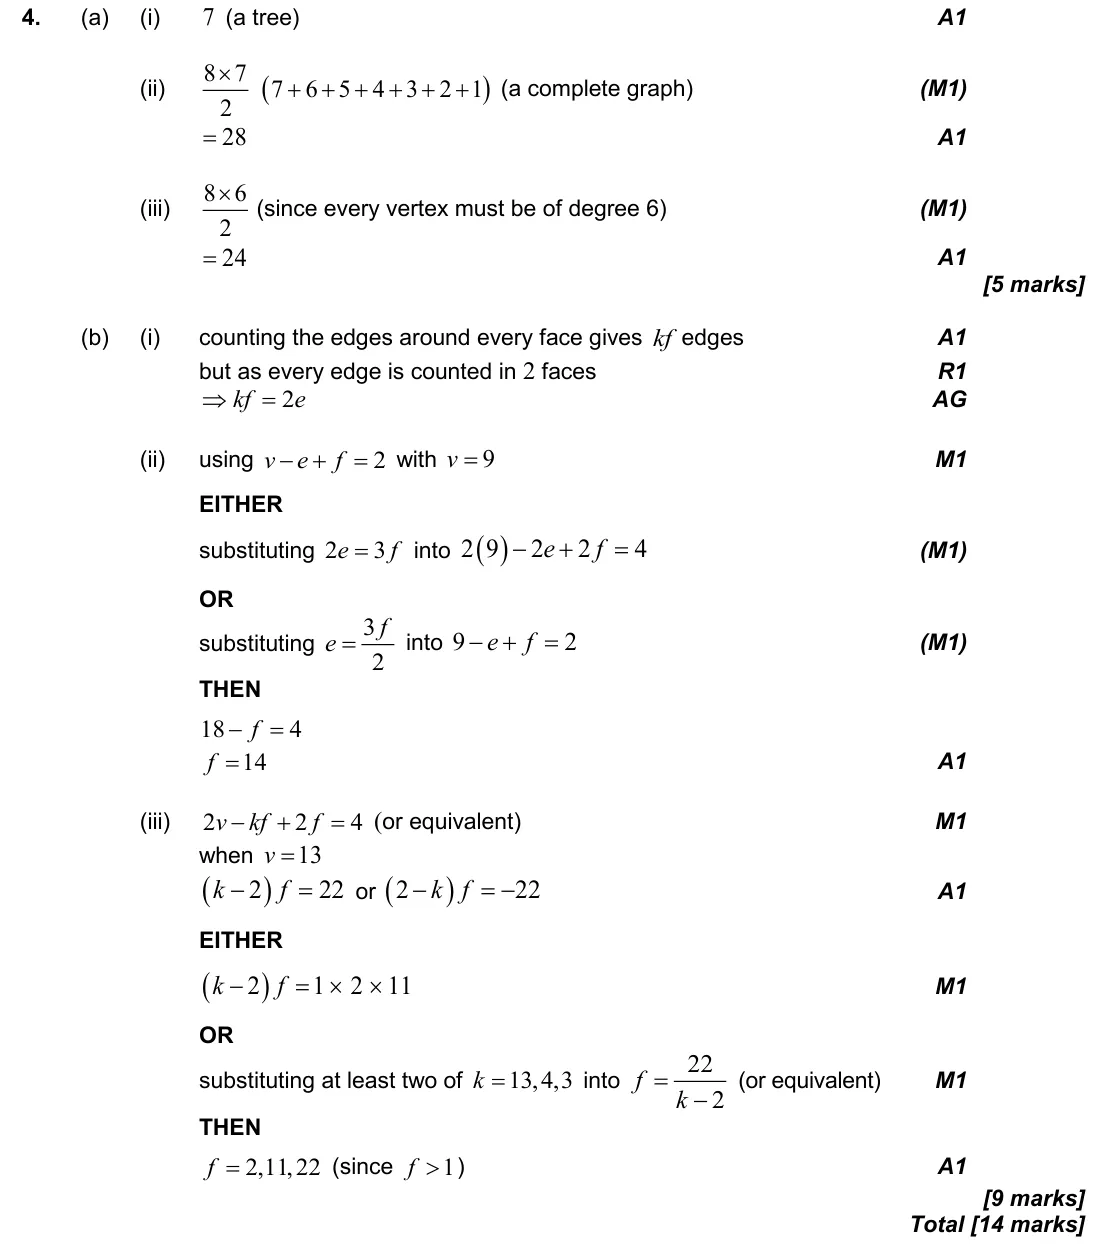 4. (a) (i) 7 (a tree) A1
(ii) 8×7/2 (7+6+5+4+3+2+1) (a complete graph) (M1)
= 28 A1
(iii) 8×6/2 (since every vertex must be of degree 6) (M1)
= 24 A1
[5 marks]
(b) (i) counting the edges around every face gives kf edges A1
but as every edge is counted in 2 faces R1
⇒ kf = 2e AG
(ii) using v − e + f = 2 with v = 9 M1
EITHER
substituting 2e = 3f into 2(9) − 2e + 2f = 4 (M1)
OR
substituting e = 3f/2 into 9 − e + f = 2 (M1)
THEN
18 − f = 4
f = 14 A1
(iii) 2v − kf + 2f = 4 (or equivalent) M1
when v = 13
(k − 2)f = 22 or (2 − k)f = −22 A1
EITHER
(k − 2)f = 1 × 2 × 11 M1
OR
substituting at least two of k = 13,4,3 into f = 22/(k − 2) (or equivalent) M1
THEN
f = 2,11,22 (since f > 1) A1
[9 marks]
Total [14 marks]